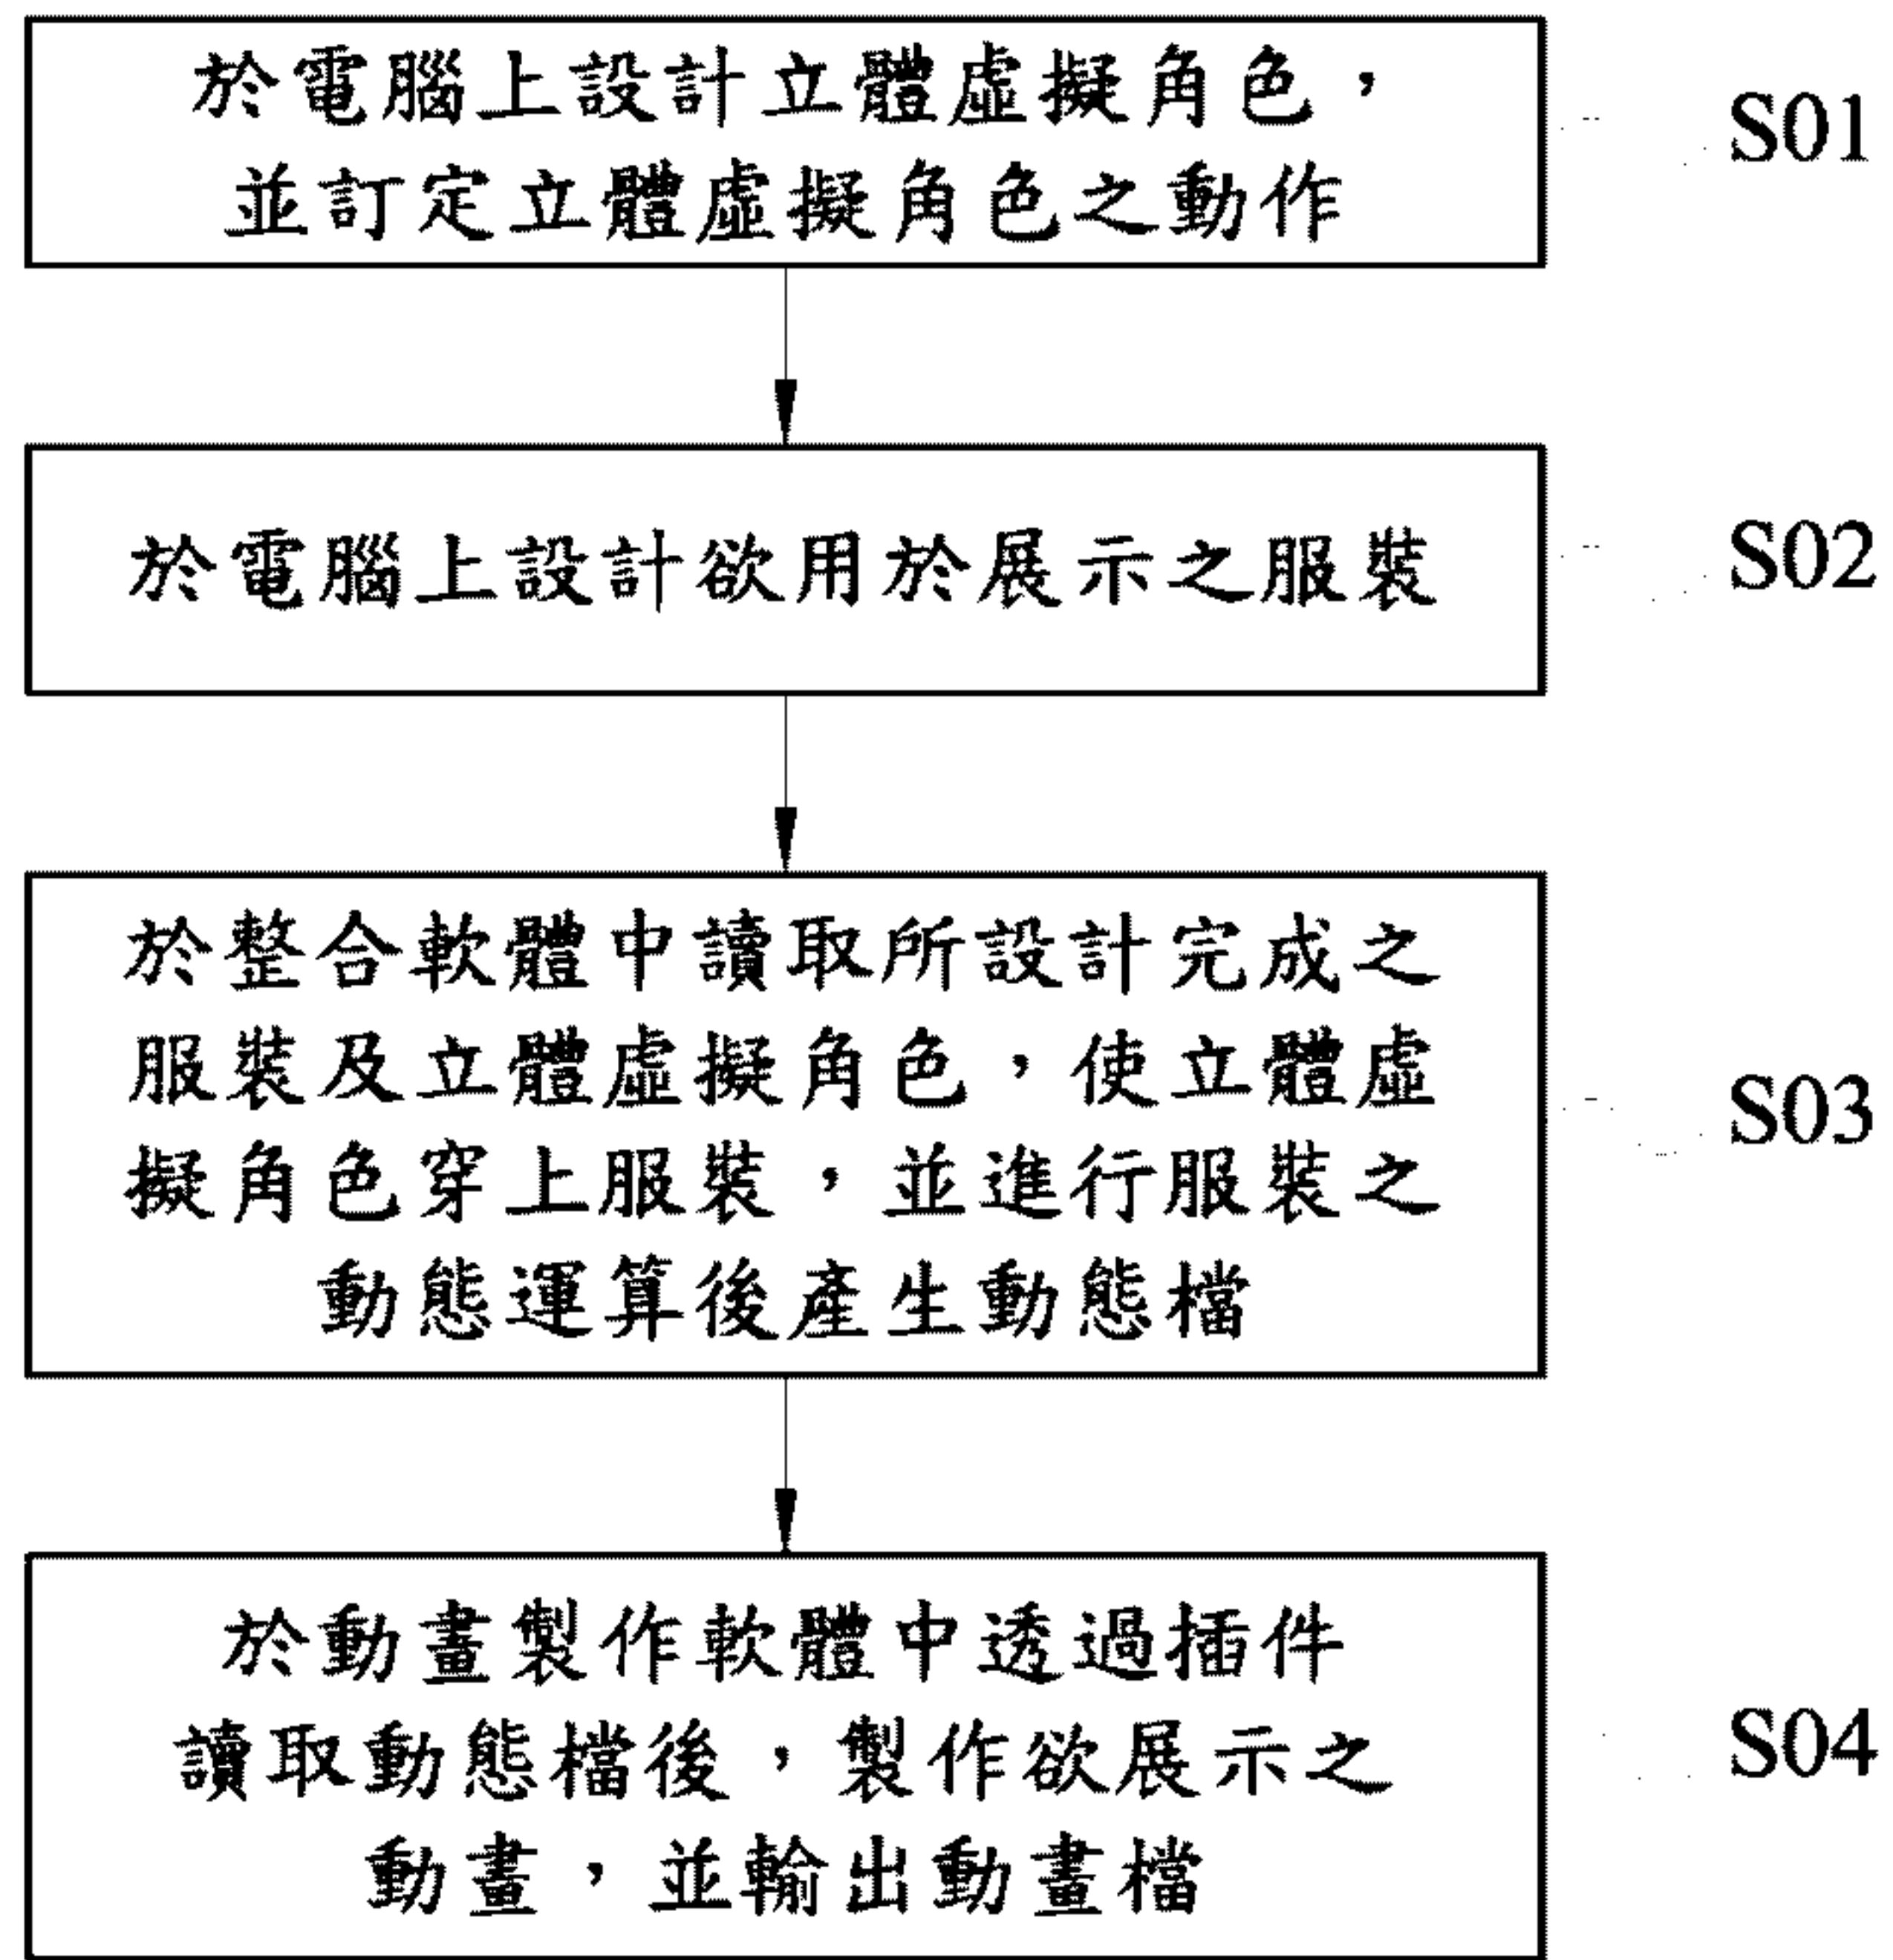 於電腦上設計立體虛擬角色，
並訂定立體虛擬角色之動作
S01
於電腦上設計欲用於展示之服裝
S02
於整合軟體中讀取所設計完成之
服裝及立體虛擬角色，使立體虛
擬角色穿上服裝，並進行服裝之
動態運算後產生動態檔
S03
於動畫製作軟體中透過插件
讀取動態檔後，製作欲展示之
動畫，並輸出動畫檔
S04